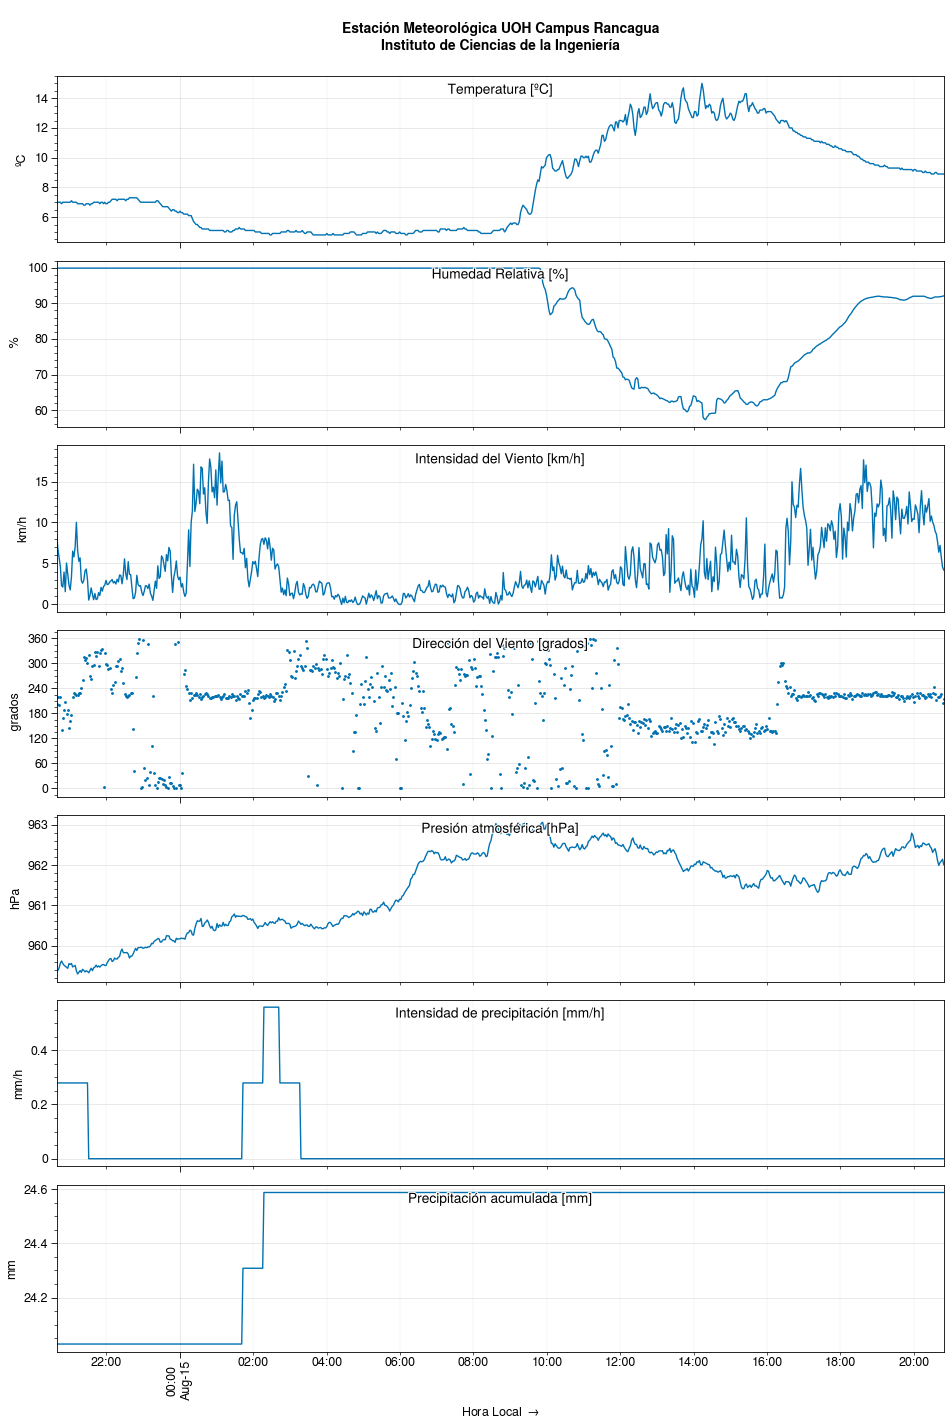 Estación Meteorológica UOH Campus Rancagua
Instituto de Ciencias de la Ingeniería
Temperatura [ºC]
14
12
10
8
6
ºC
Humedad Relativa [%]
100
90
80
70
60
%
Intensidad del Viento [km/h]
15
10
5
0
km/h
Dirección del Viento [grados]
360
300
240
180
120
60
0
grados
Presión atmosférica [hPa]
963
962
961
960
hPa
Intensidad de precipitación [mm/h]
0.4
0.2
0
mm/h
Precipitación acumulada [mm]
24.6
24.4
24.2
mm
22:00
00:00
Aug-15
02:00
04:00
06:00
08:00
10:00
12:00
14:00
16:00
18:00
20:00
Hora Local →